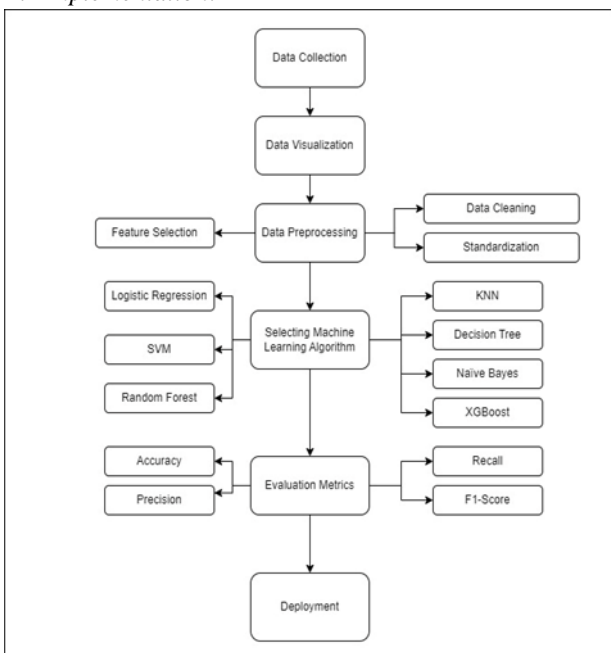 Data Collection
Data Visualization
Feature Selection
Data Preprocessing
Data Cleaning
Standardization
Logistic Regression
SVM
Random Forest
Selecting Machine
Learning Algorithm
KNN
Decision Tree
Naïve Bayes
XGBoost
Accuracy
Precision
Evaluation Metrics
Recall
F1-Score
Deployment